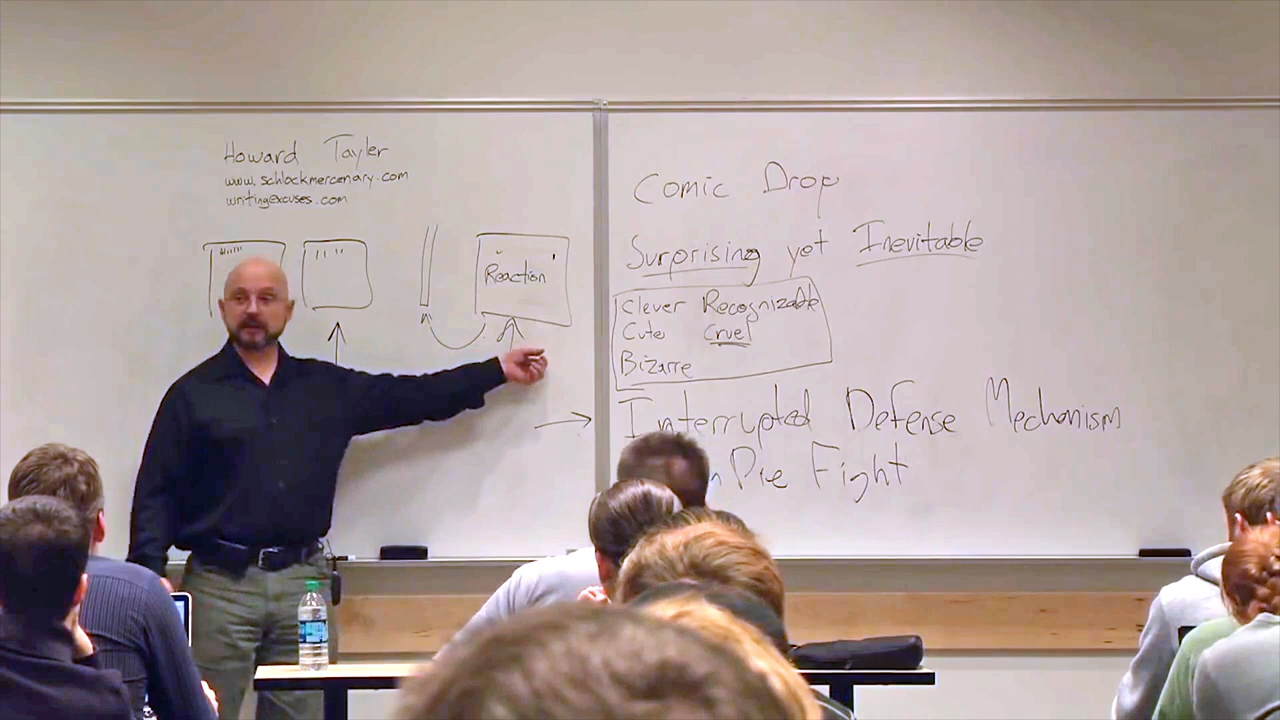 Howard Tayler
www.schlockmercenary.com
writingexcuses.com
Reaction
Comic Drop
Surprising yet Inevitable
Clever Recognizable
Cute Cruel
Bizarre
Interrupted Defense Mechanism
Pie Fight